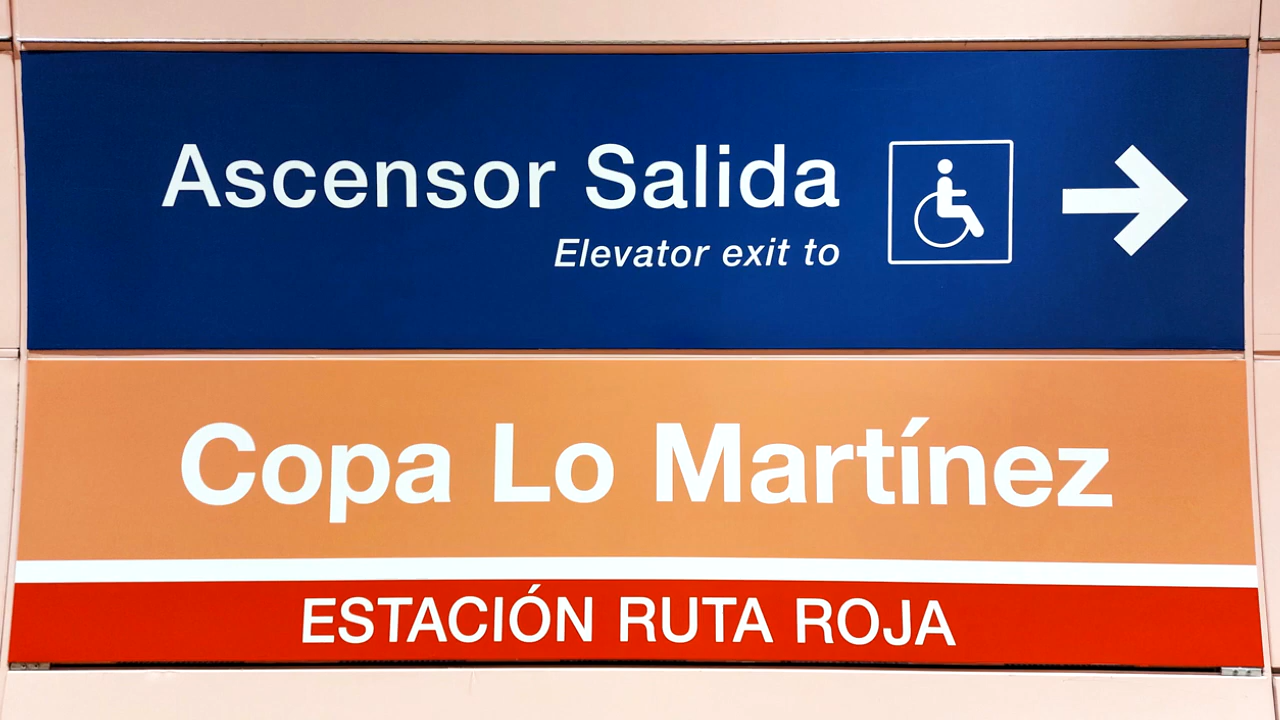 Ascensor Salida
Elevator exit to
Copa Lo Martínez
ESTACIÓN RUTA ROJA